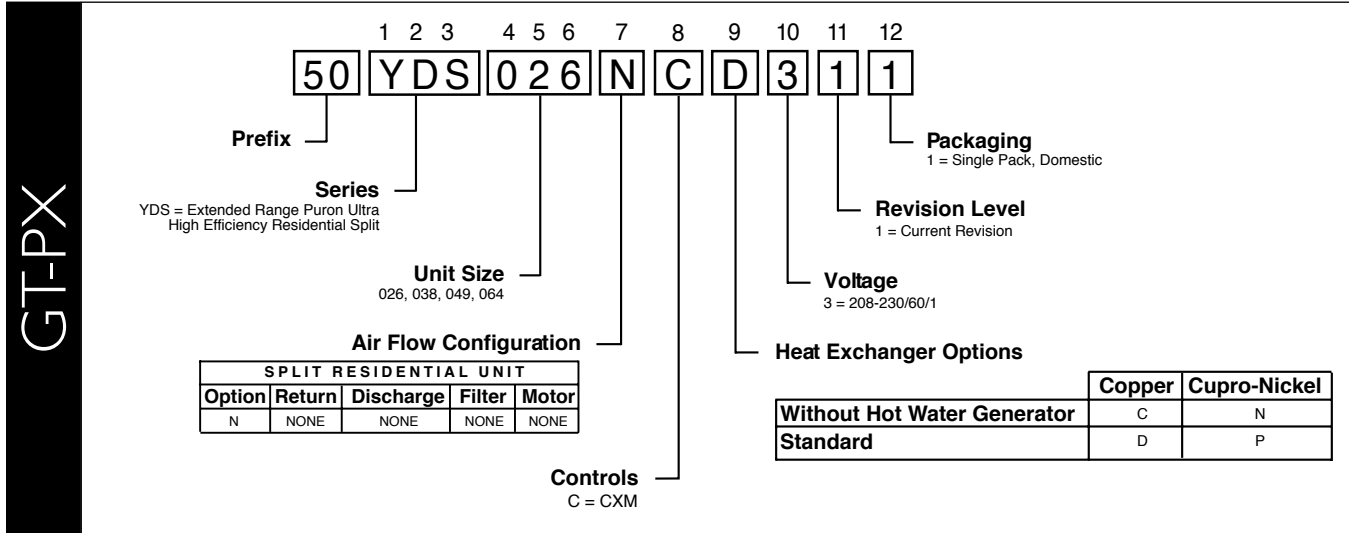 GT-PX
1 2 3 4 5 6 7 8 9 10 11 12
50 YDS 026 N C D 3 1 1
Prefix
Packaging
1 = Single Pack, Domestic
Series
YDS = Extended Range Puron Ultra
High Efficiency Residential Split
Revision Level
1 = Current Revision
Unit Size
026, 038, 049, 064
Voltage
3 = 208-230/60/1
Air Flow Configuration
SPLIT RESIDENTIAL UNIT
Option Return Discharge Filter Motor
N NONE NONE NONE NONE
Heat Exchanger Options
Copper Cupro-Nickel
Without Hot Water Generator C N
Standard D P
Controls
C = CXM